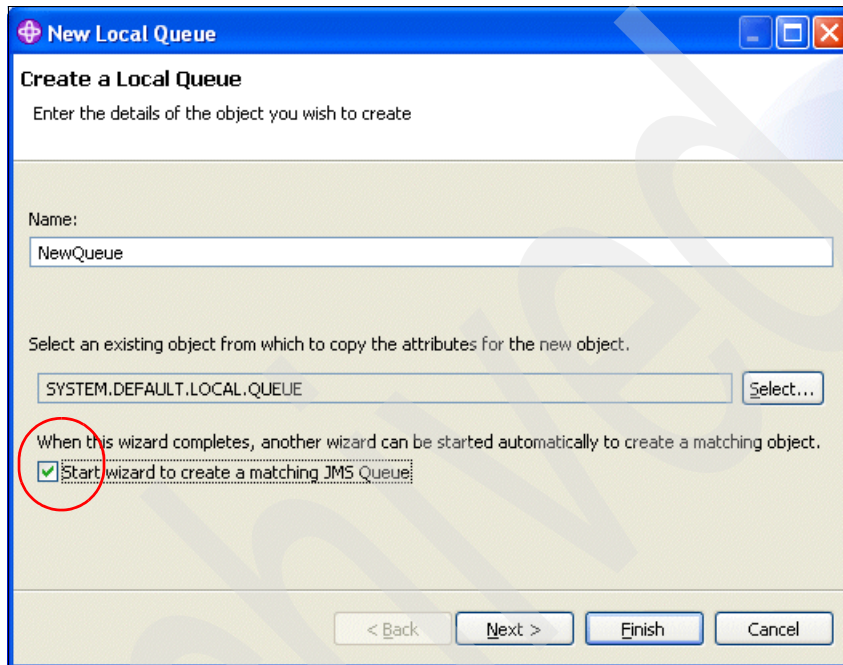 New Local Queue
Create a Local Queue
Enter the details of the object you wish to create
Name:
NewQueue
Select an existing object from which to copy the attributes for the new object.
SYSTEM.DEFAULT.LOCAL.QUEUE
Select...
When this wizard completes, another wizard can be started automatically to create a matching object.
Start wizard to create a matching JMS Queue
< Back
Next >
Finish
Cancel